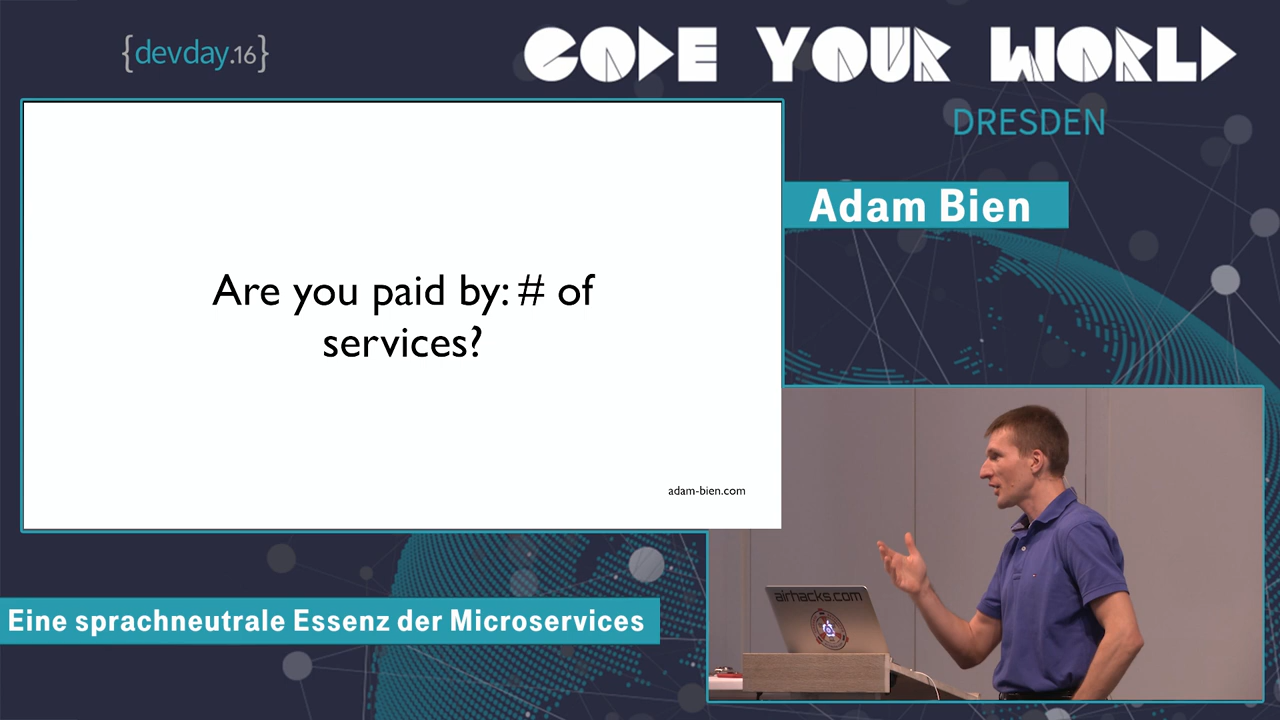 {devday.16}
CODE YOUR WORLD
DRESDEN
Adam Bien
Are you paid by: # of
services?
adam-bien.com
airhacks.com
Eine sprachneutrale Essenz der Microservices